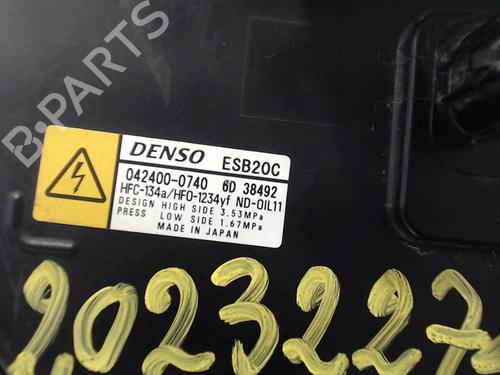 B-PARTS
DENSO ESB20C
042400-0740 6D 38492
HFC-134a/HFO-1234yf ND-OIL11
DESIGN HIGH SIDE 3.53MPa
PRESS LOW SIDE 1.67MPa
MADE IN JAPAN
2023227